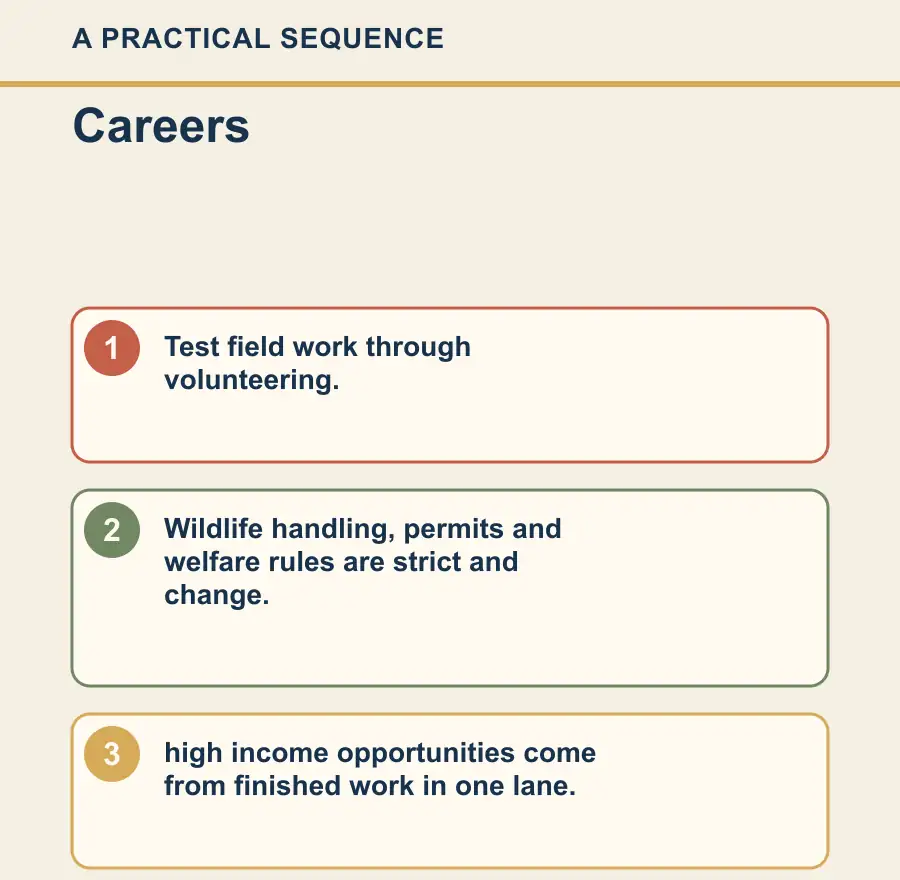 A PRACTICAL SEQUENCE
Careers
1
Test field work through
volunteering.
2
Wildlife handling, permits and
welfare rules are strict and
change.
3
high income opportunities come
from finished work in one lane.